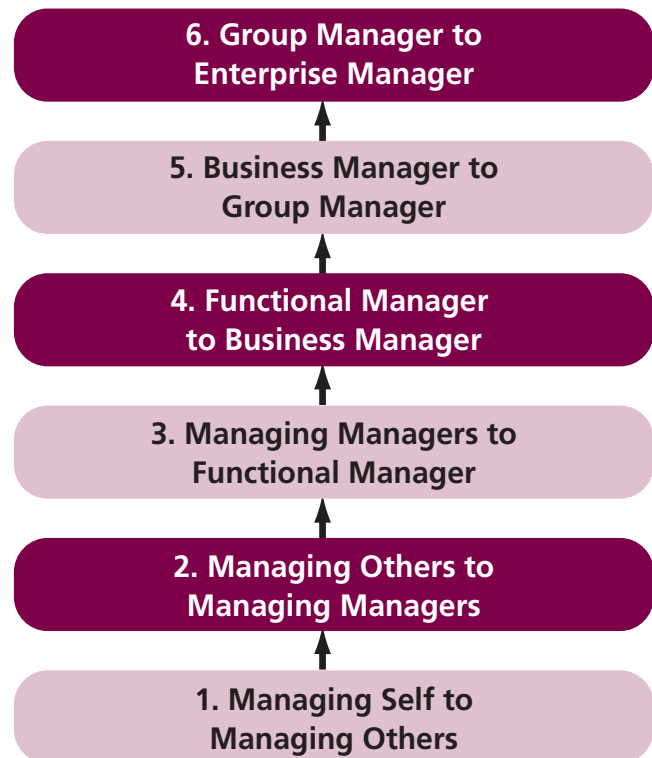 6. Group Manager to
Enterprise Manager
5. Business Manager to
Group Manager
4. Functional Manager
to Business Manager
3. Managing Managers to
Functional Manager
2. Managing Others to
Managing Managers
1. Managing Self to
Managing Others